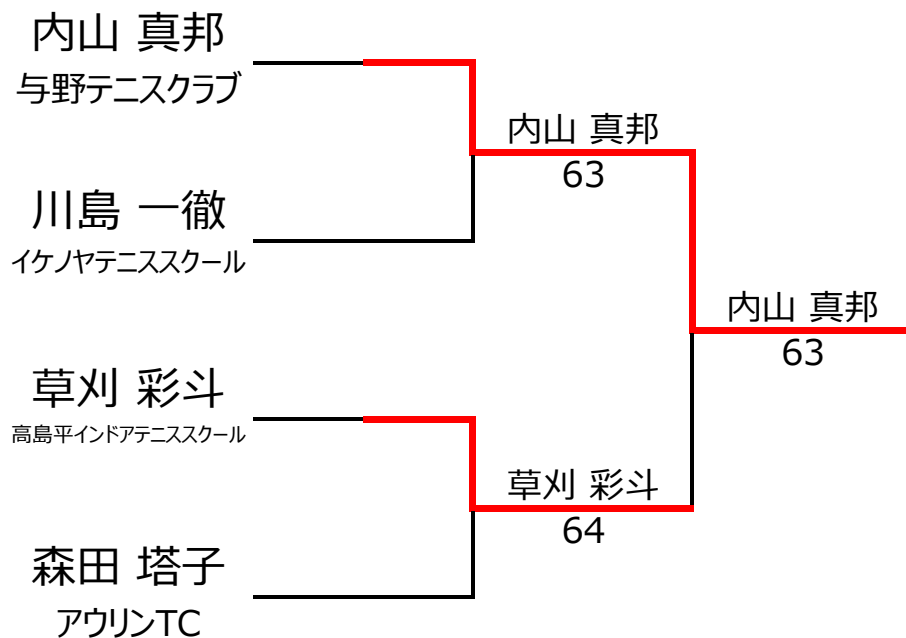 内山 真邦
与野テニスクラブ
内山 真邦
63
川島 一徹
イケノヤテニススクール
内山 真邦
63
草刈 彩斗
高島平インドアテニススクール
草刈 彩斗
64
森田 塔子
アウリンTC